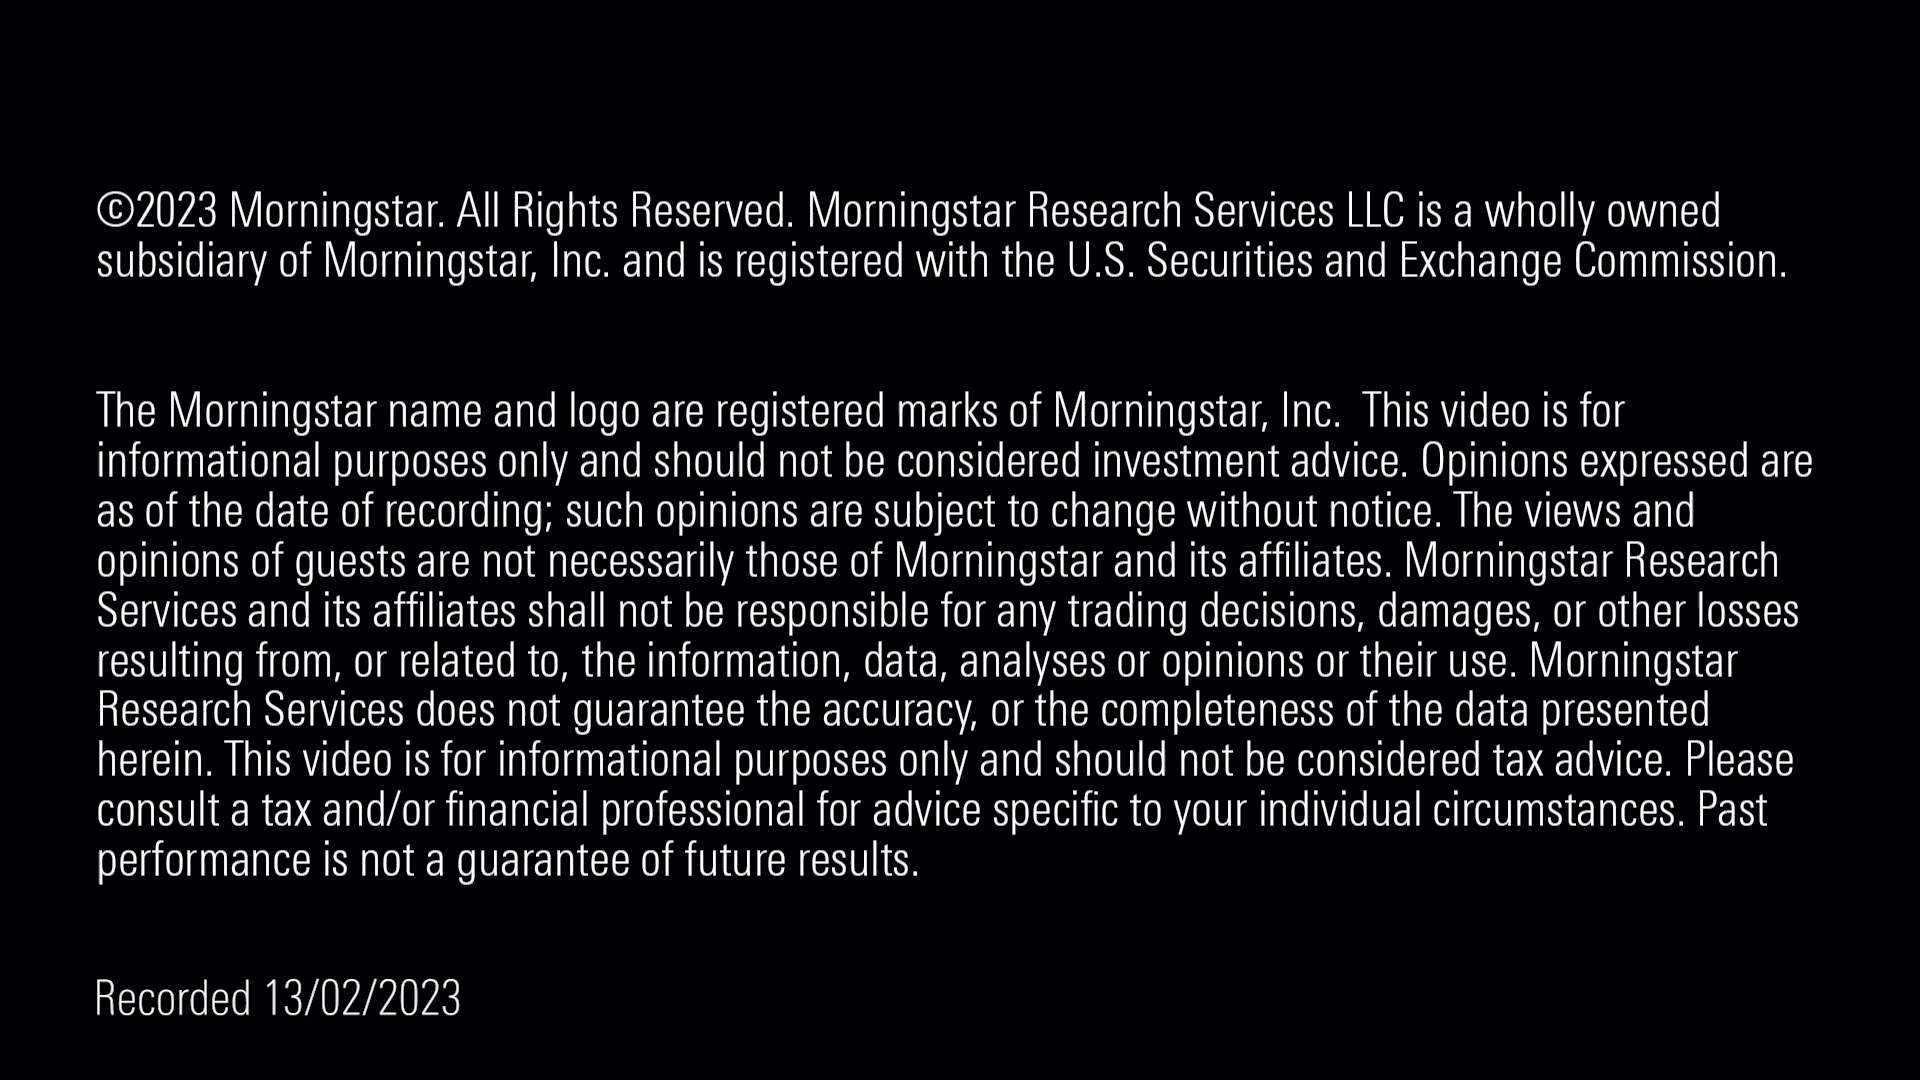 ©2023 Morningstar. All Rights Reserved. Morningstar Research Services LLC is a wholly owned
subsidiary of Morningstar, Inc. and is registered with the U.S. Securities and Exchange Commission.
The Morningstar name and logo are registered marks of Morningstar, Inc.  This video is for
informational purposes only and should not be considered investment advice. Opinions expressed are
as of the date of recording; such opinions are subject to change without notice. The views and
opinions of guests are not necessarily those of Morningstar and its affiliates. Morningstar Research
Services and its affiliates shall not be responsible for any trading decisions, damages, or other losses
resulting from, or related to, the information, data, analyses or opinions or their use. Morningstar
Research Services does not guarantee the accuracy, or the completeness of the data presented
herein. This video is for informational purposes only and should not be considered tax advice. Please
consult a tax and/or financial professional for advice specific to your individual circumstances. Past
performance is not a guarantee of future results.
Recorded 13/02/2023